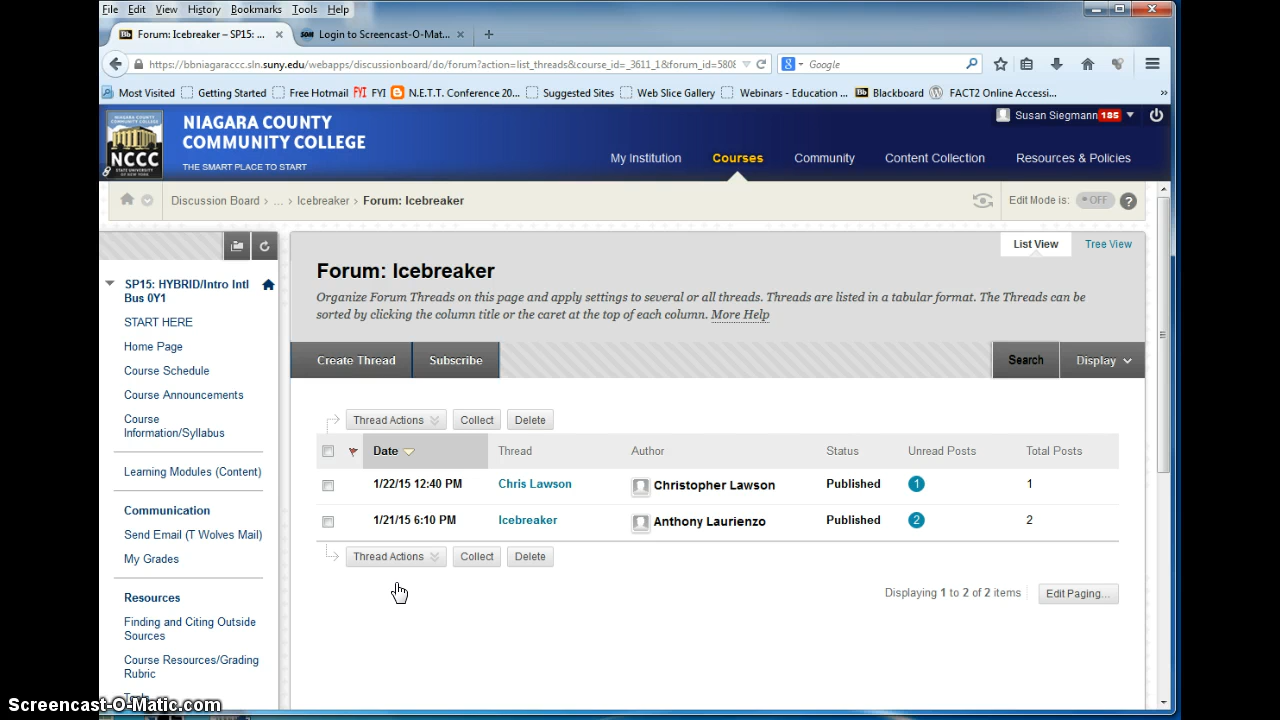 File Edit View History Bookmarks Tools Help
Bb Forum: Icebreaker – SP15: ... × SOM Login to Screencast-O-Mat... × +
https://bbniagaraccc.sln.suny.edu/webapps/discussionboard/do/forum?action=list_threads&course_id=_3611_1&forum_id=5808 Google
Most Visited Getting Started Free Hotmail FYI FYI N.E.T.T. Conference 20... Suggested Sites Web Slice Gallery Webinars - Education ... Bb Blackboard FACT2 Online Accessi... »
NCCC
NIAGARA COUNTY
COMMUNITY COLLEGE
THE SMART PLACE TO START
Susan Siegmann 185
My Institution Courses Community Content Collection Resources & Policies
Discussion Board › ... › Icebreaker › Forum: Icebreaker
Edit Mode is: OFF ?
List View Tree View
SP15: HYBRID/Intro Intl
Bus 0Y1
START HERE
Home Page
Course Schedule
Course Announcements
Course
Information/Syllabus
Learning Modules (Content)
Communication
Send Email (T Wolves Mail)
My Grades
Resources
Finding and Citing Outside
Sources
Course Resources/Grading
Rubric
Forum: Icebreaker
Organize Forum Threads on this page and apply settings to several or all threads. Threads are listed in a tabular format. The Threads can be
sorted by clicking the column title or the caret at the top of each column. More Help
Create Thread Subscribe Search Display
Thread Actions Collect Delete
Date Thread Author Status Unread Posts Total Posts
1/22/15 12:40 PM Chris Lawson Christopher Lawson Published 1 1
1/21/15 6:10 PM Icebreaker Anthony Laurienzo Published 2 2
Thread Actions Collect Delete
Displaying 1 to 2 of 2 items Edit Paging...
Screencast-O-Matic.com